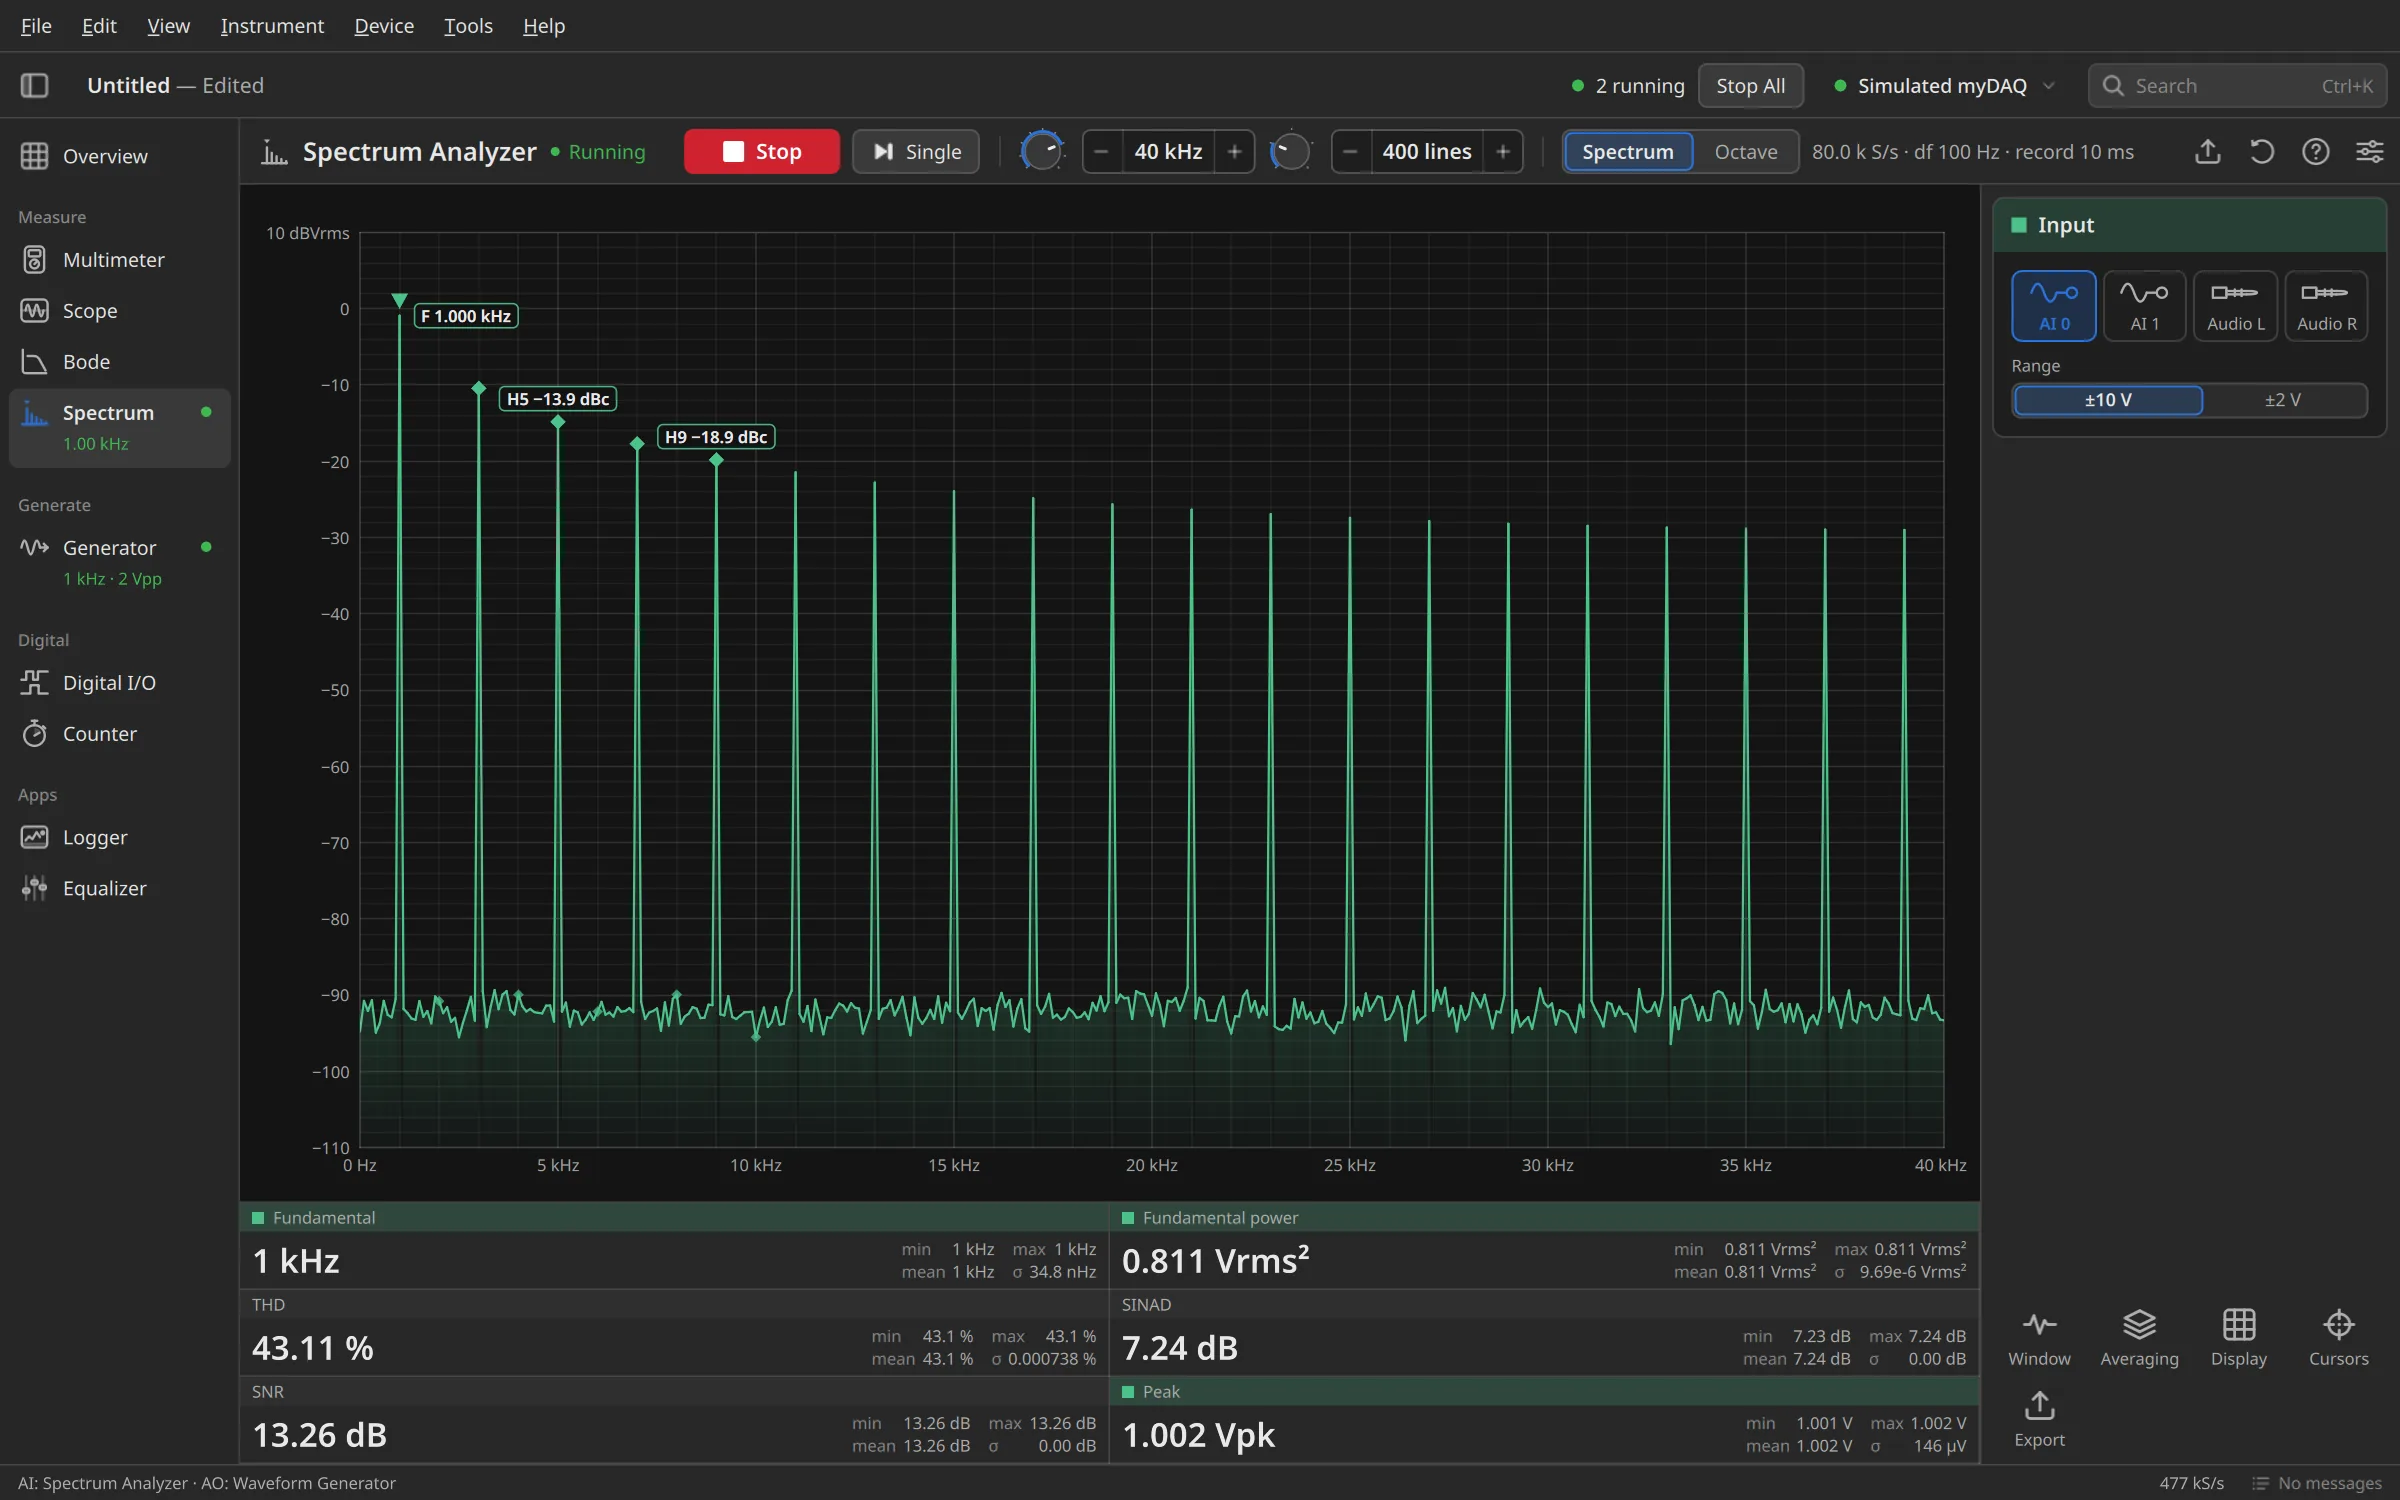 File Edit View Instrument Device Tools Help
Untitled — Edited
2 running
Stop All
Simulated myDAQ
Search Ctrl+K
Overview
Measure
Multimeter
Scope
Bode
Spectrum
1.00 kHz
Generate
Generator
1 kHz · 2 Vpp
Digital
Digital I/O
Counter
Apps
Logger
Equalizer
Spectrum Analyzer
Running
Stop
Single
− 40 kHz +
− 400 lines +
Spectrum
Octave
80.0 k S/s · df 100 Hz · record 10 ms
10 dBVrms
0
−10
−20
−30
−40
−50
−60
−70
−80
−90
−100
−110
F 1.000 kHz
H5 −13.9 dBc
H9 −18.9 dBc
0 Hz
5 kHz
10 kHz
15 kHz
20 kHz
25 kHz
30 kHz
35 kHz
40 kHz
Input
AI 0
AI 1
Audio L
Audio R
Range
±10 V
±2 V
Fundamental
1 kHz
min 1 kHz max 1 kHz
mean 1 kHz σ 34.8 nHz
Fundamental power
0.811 Vrms²
min 0.811 Vrms² max 0.811 Vrms²
mean 0.811 Vrms² σ 9.69e-6 Vrms²
THD
43.11 %
min 43.1 % max 43.1 %
mean 43.1 % σ 0.000738 %
SINAD
7.24 dB
min 7.23 dB max 7.24 dB
mean 7.24 dB σ 0.00 dB
SNR
13.26 dB
min 13.26 dB max 13.26 dB
mean 13.26 dB σ 0.00 dB
Peak
1.002 Vpk
min 1.001 V max 1.002 V
mean 1.002 V σ 146 µV
Window
Averaging
Display
Cursors
Export
AI: Spectrum Analyzer · AO: Waveform Generator
477 kS/s
No messages